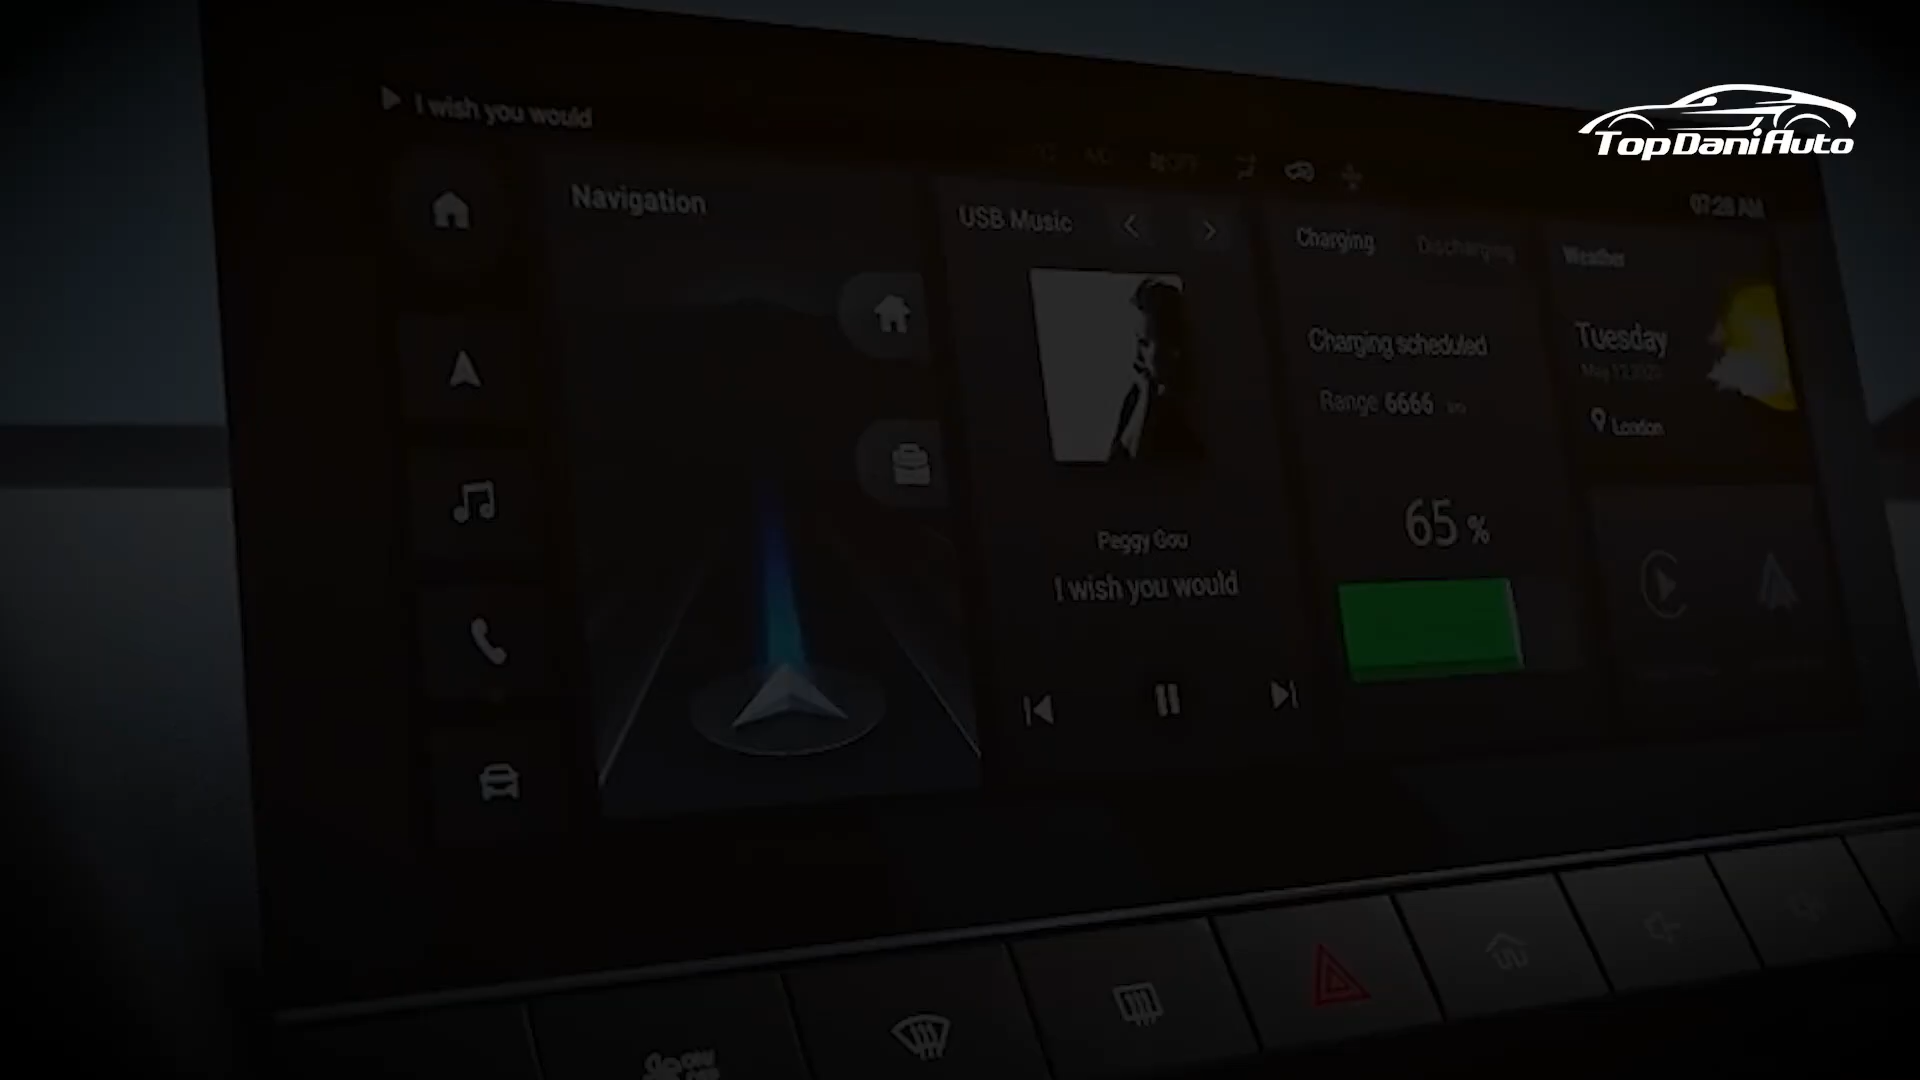 I wish you would
TopDaniAuto
Navigation
USB Music
Charging
Discharging
07:28 AM
Weather
Charging scheduled
Range 6666 km
Tuesday
London
65 %
Peggy Gou
I wish you would